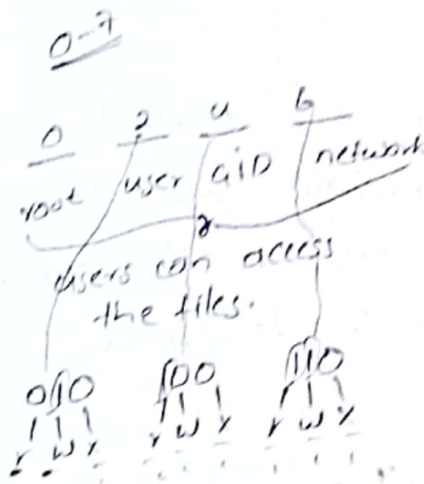 0-7
0 2 4 6
root user GID network
users can access
the files.
010 100 110
r w x r w x r w x